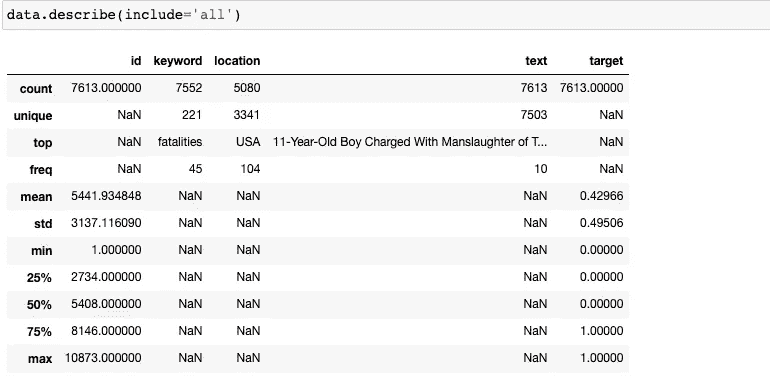 data.describe(include='all')
id keyword location text target
count 7613.000000 7552 5080 7613 7613.00000
unique NaN 221 3341 7503 NaN
top NaN fatalities USA 11-Year-Old Boy Charged With Manslaughter of T... NaN
freq NaN 45 104 10 NaN
mean 5441.934848 NaN NaN NaN 0.42966
std 3137.116090 NaN NaN NaN 0.49506
min 1.000000 NaN NaN NaN 0.00000
25% 2734.000000 NaN NaN NaN 0.00000
50% 5408.000000 NaN NaN NaN 0.00000
75% 8146.000000 NaN NaN NaN 1.00000
max 10873.000000 NaN NaN NaN 1.00000